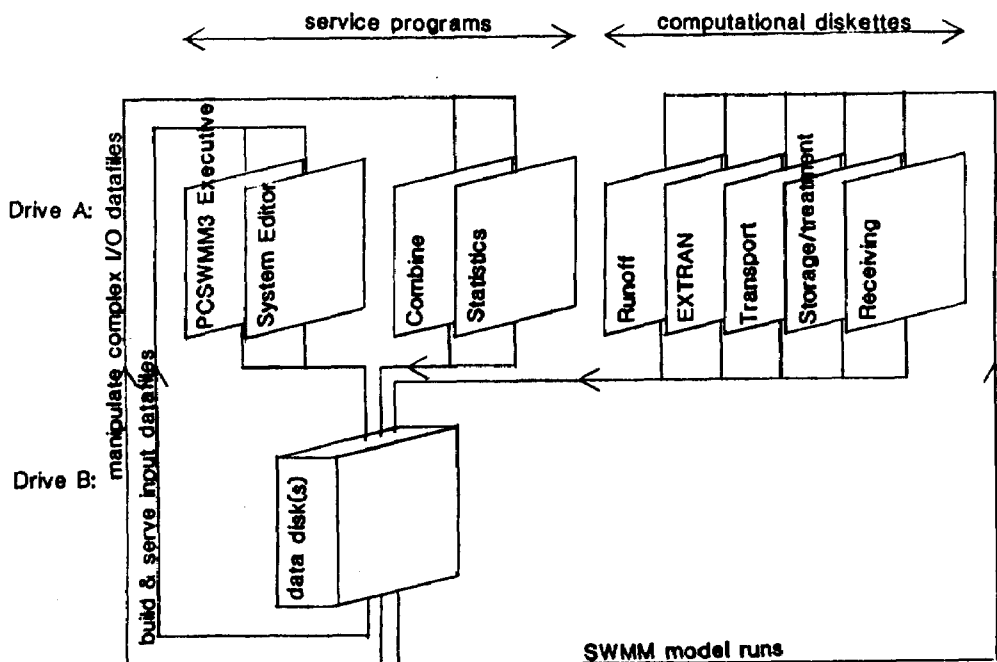 service programs
computational diskettes
Drive A:
PCSWMM3 Executive
System Editor
Combine
Statistics
Runoff
EXTRAN
Transport
Storage/treatment
Receiving
manipulate complex I/O datafiles
build & serve input datafiles
Drive B:
data disk(s)
SWMM model runs